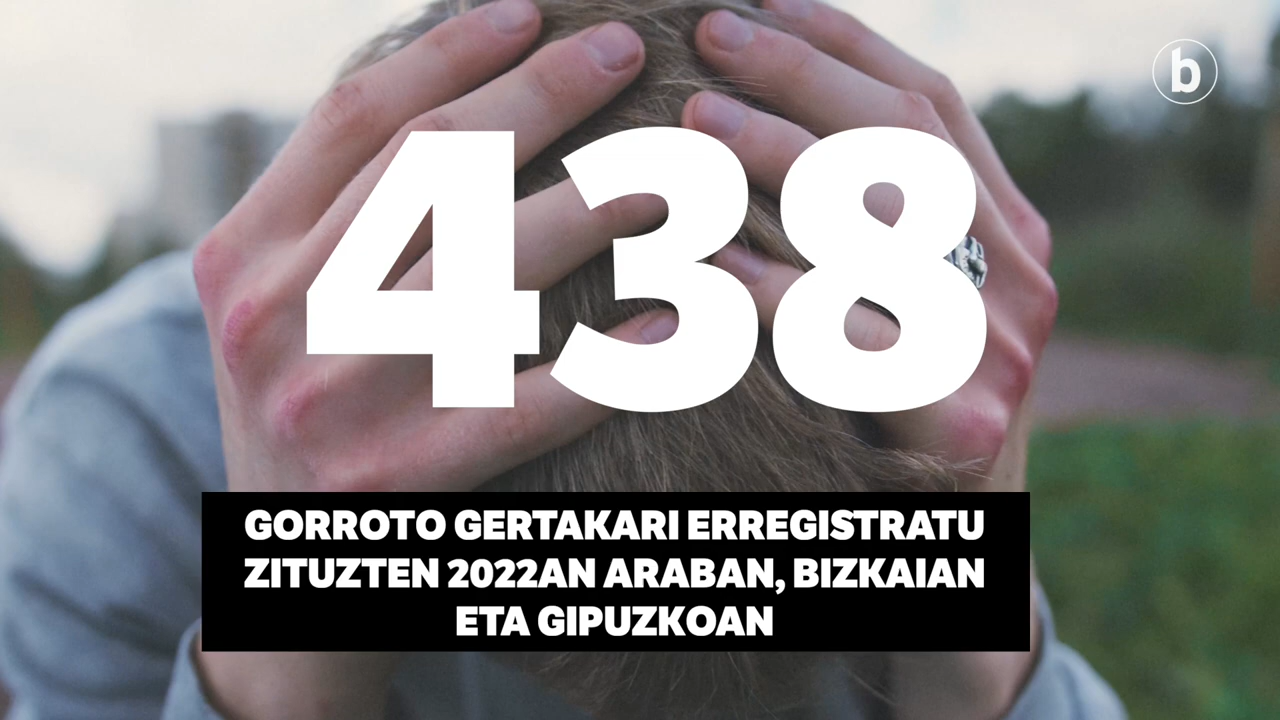 b
438
GORROTO GERTAKARI ERREGISTRATU
ZITUZTEN 2022AN ARABAN, BIZKAIAN
ETA GIPUZKOAN